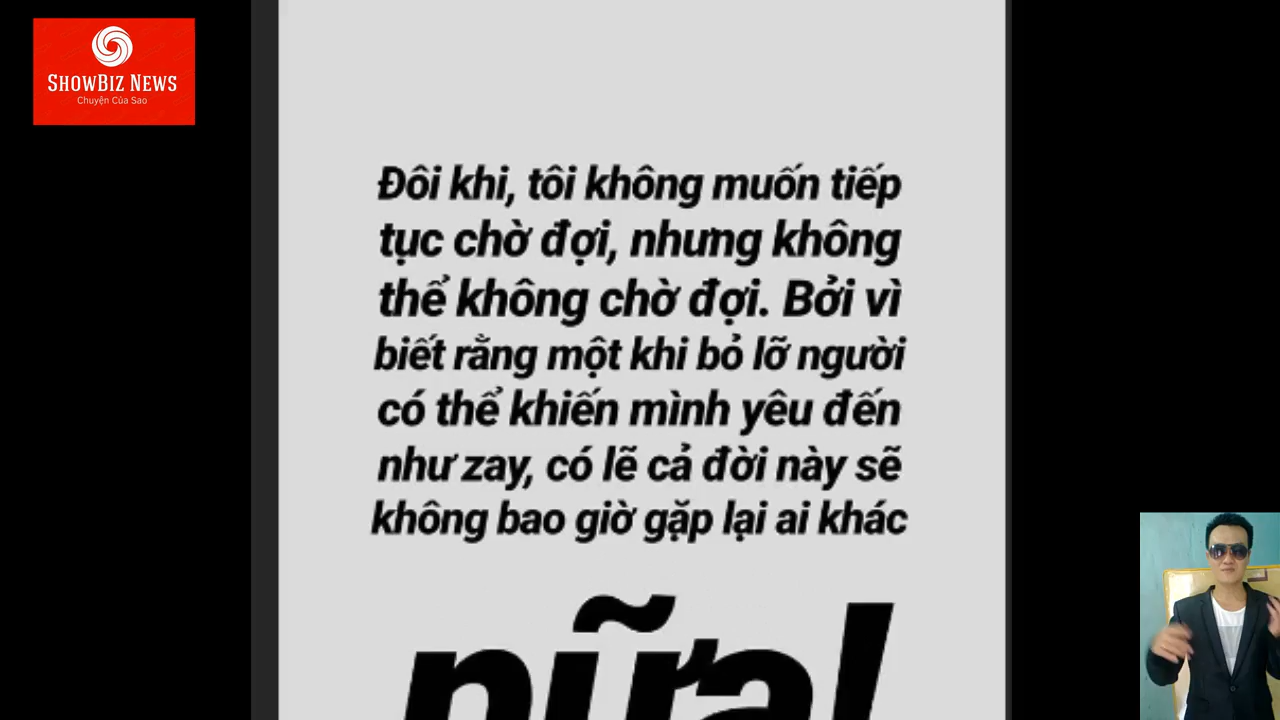 SHOWBIZ NEWS
Chuyện Của Sao
Đôi khi, tôi không muốn tiếp
tục chờ đợi, nhưng không
thể không chờ đợi. Bởi vì
biết rằng một khi bỏ lỡ người
có thể khiến mình yêu đến
như zay, có lẽ cả đời này sẽ
không bao giờ gặp lại ai khác
nữa!